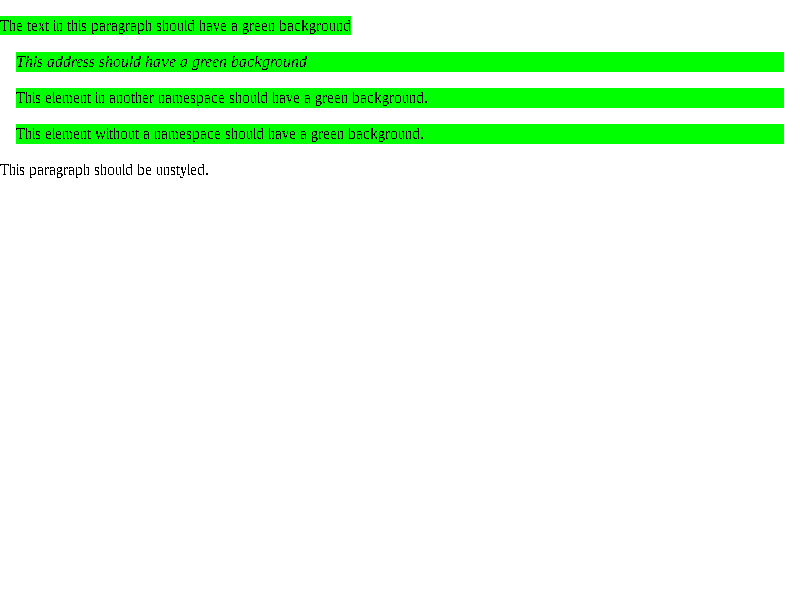 The text in this paragraph should have a green background
This address should have a green background
This element in another namespace should have a green background.
This element without a namespace should have a green background.
This paragraph should be unstyled.